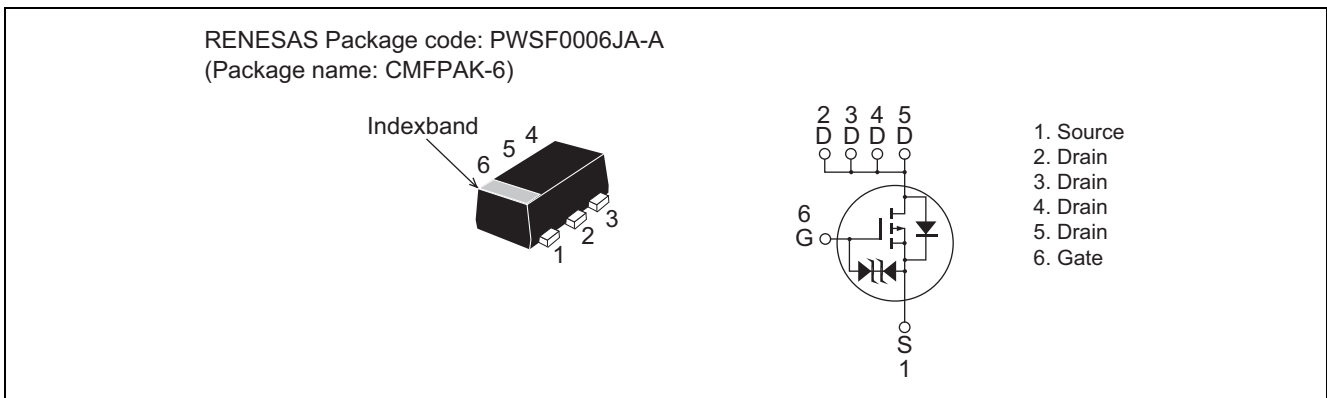 RENESAS Package code: PWSF0006JA-A
(Package name: CMFPAK-6)
Indexband
4
5
6
3
2
1
2 3 4 5
D D D D
6
G
S
1
1. Source
2. Drain
3. Drain
4. Drain
5. Drain
6. Gate